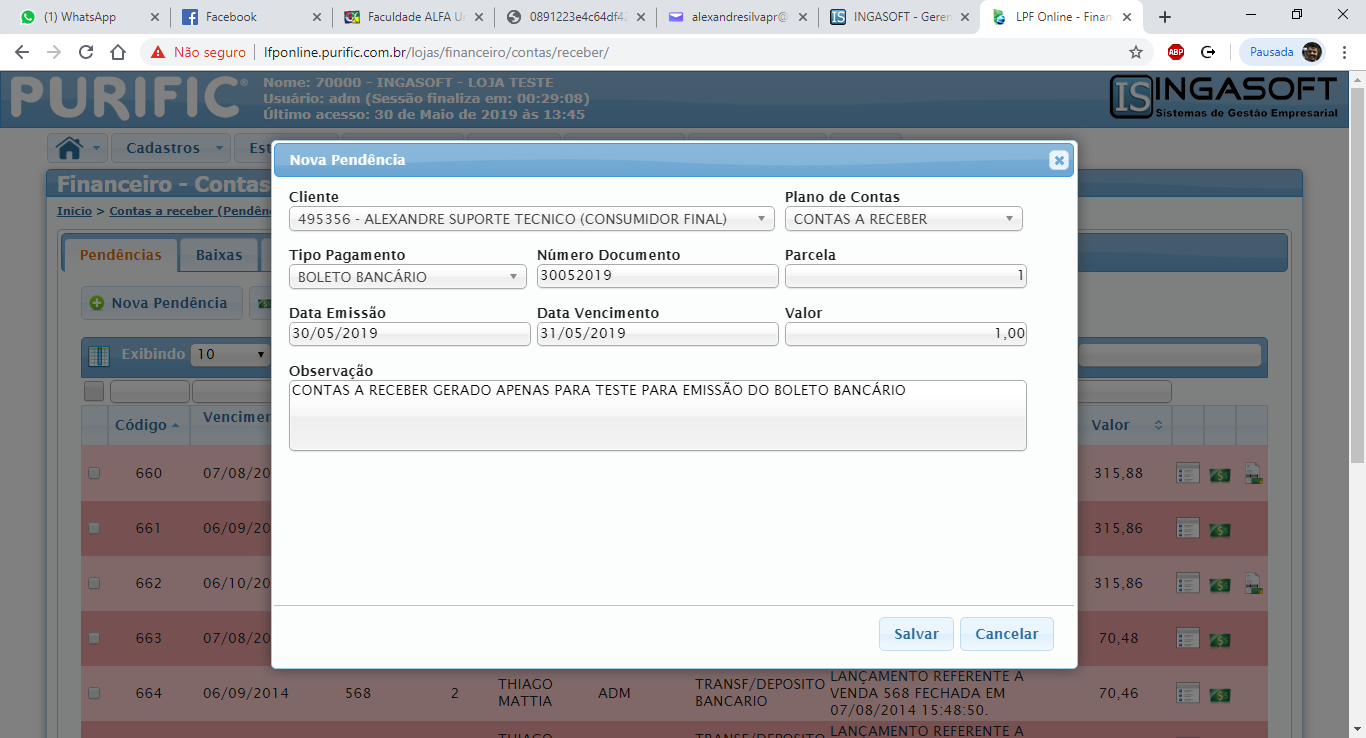 (1) WhatsApp
Facebook
Faculdade ALFA Un
0891223e4c64df42
alexandresilvapr@
INGASOFT - Geren
LPF Online - Finan
Não seguro
lfponline.purific.com.br/lojas/financeiro/contas/receber/
ABP
Pausada
PURIFIC®
Nome: 70000 - INGASOFT - LOJA TESTE
Usuário: adm (Sessão finaliza em: 00:29:08)
Último acesso: 30 de Maio de 2019 às 13:45
IS INGASOFT
Sistemas de Gestão Empresarial
Cadastros
Est
Financeiro - Contas
Inicio > Contas a receber (Pendên
Pendências
Baixas
Nova Pendência
Exibindo 10
Código
Vencimen
Valor
Nova Pendência
Cliente
Plano de Contas
495356 - ALEXANDRE SUPORTE TECNICO (CONSUMIDOR FINAL)
CONTAS A RECEBER
Tipo Pagamento
Número Documento
Parcela
BOLETO BANCÁRIO
30052019
1
Data Emissão
Data Vencimento
Valor
30/05/2019
31/05/2019
1,00
Observação
CONTAS A RECEBER GERADO APENAS PARA TESTE PARA EMISSÃO DO BOLETO BANCÁRIO
Salvar
Cancelar
660 07/08/20 315,88
661 06/09/20 315,86
662 06/10/20 315,86
663 07/08/20 70,48
664 06/09/2014 568 2 THIAGO MATTIA ADM TRANSF/DEPOSITO BANCARIO LANÇAMENTO REFERENTE A VENDA 568 FECHADA EM 07/08/2014 15:48:50. 70,46
THIAGO TRANSF/DEPOSITO LANÇAMENTO REFERENTE A